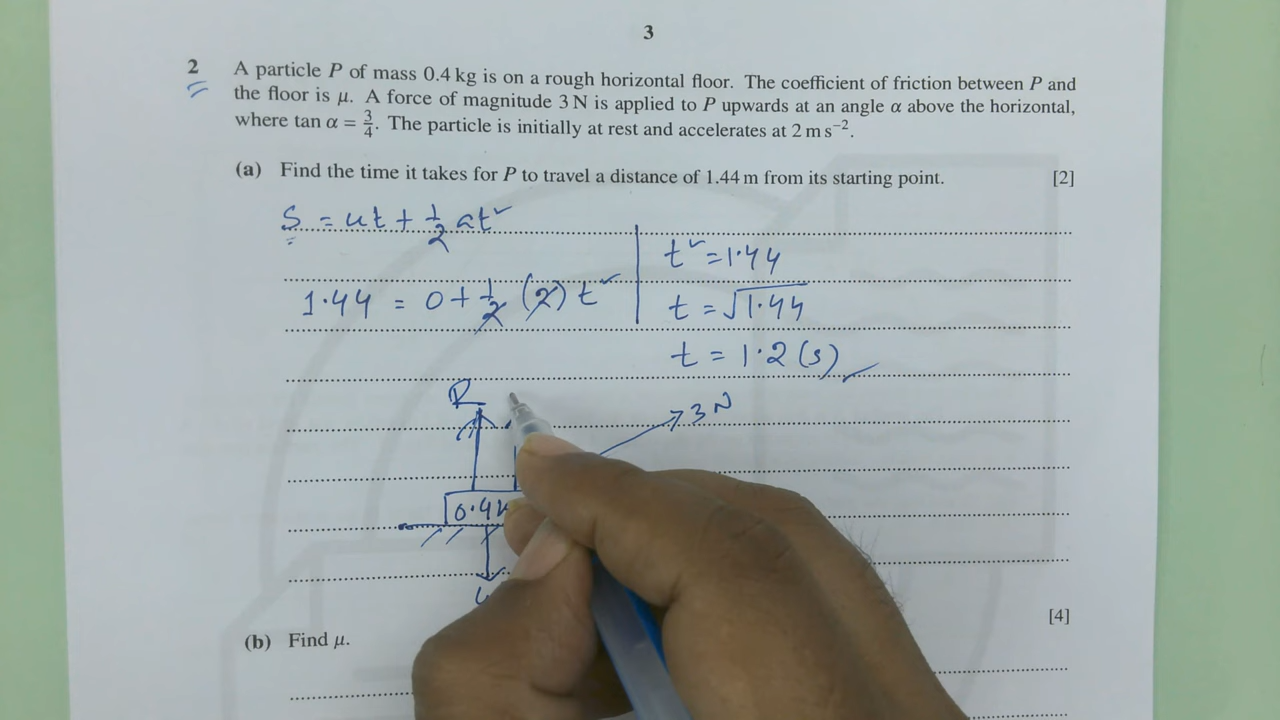 3
2 A particle P of mass 0.4 kg is on a rough horizontal floor. The coefficient of friction between P and
the floor is μ. A force of magnitude 3 N is applied to P upwards at an angle α above the horizontal,
where tan α = 3/4. The particle is initially at rest and accelerates at 2 m s⁻².
(a) Find the time it takes for P to travel a distance of 1.44 m from its starting point. [2]
S = ut + 1/2 at²
t² = 1.44
1.44 = 0 + 1/2 (2) t²
t = √1.44
t = 1.2 (s)
R
3 N
0.4
[4]
(b) Find μ.